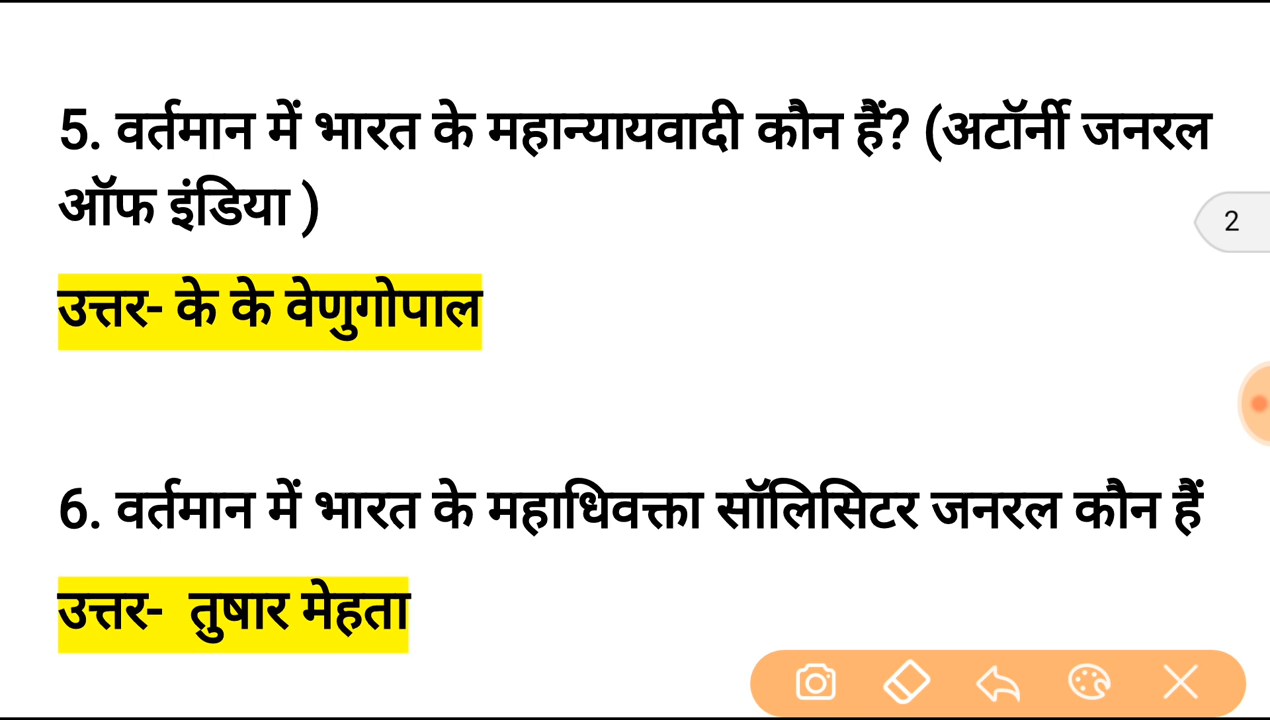 5. वर्तमान में भारत के महान्यायवादी कौन हैं? (अटॉर्नी जनरल
ऑफ इंडिया )
2
उत्तर- के के वेणुगोपाल
6. वर्तमान में भारत के महाधिवक्ता सॉलिसिटर जनरल कौन हैं
उत्तर- तुषार मेहता